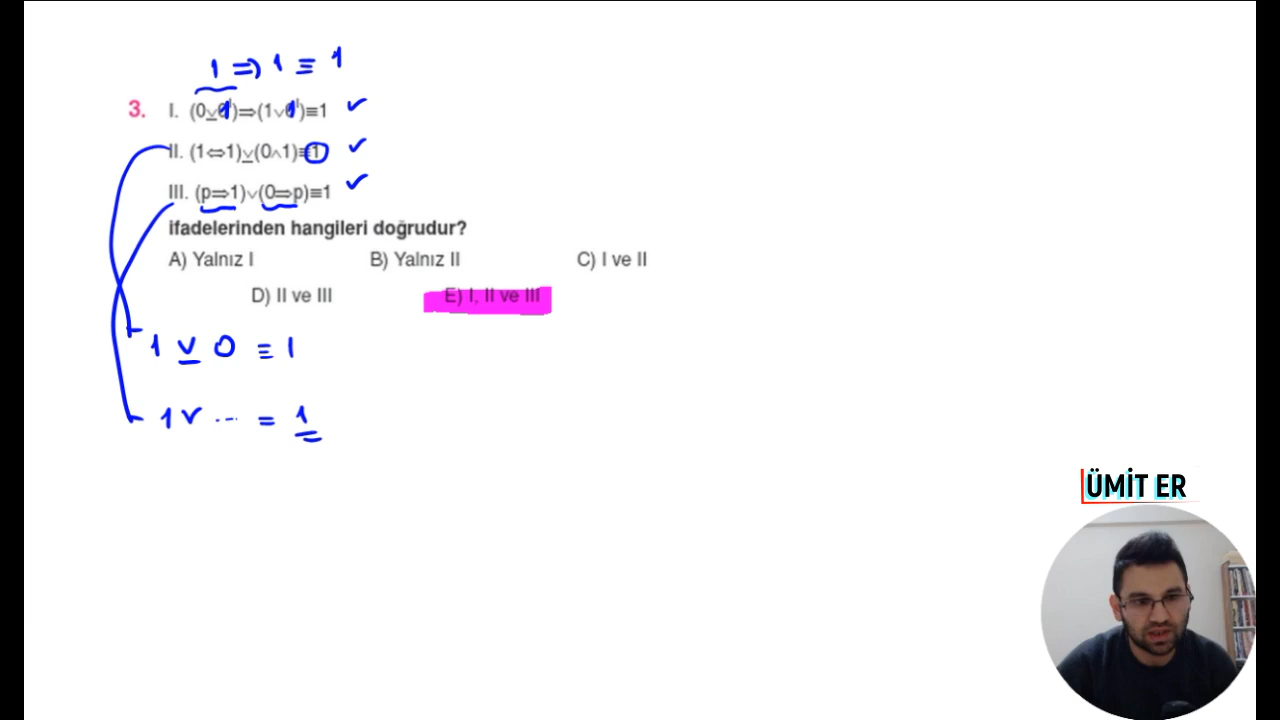 1 ⇒ 1 ≡ 1
3. I. (0⊻0')⇒(1∨0')≡1 ✓
II. (1⇔1)⊻(0∧1)≡1 ✓
III. (p⇒1)∨(0⇒p)≡1 ✓
ifadelerinden hangileri doğrudur?
A) Yalnız I B) Yalnız II C) I ve II
D) II ve III E) I, II ve III
1 ⊻ 0 ≡ 1
1 ∨ ... = 1
ÜMİT ER